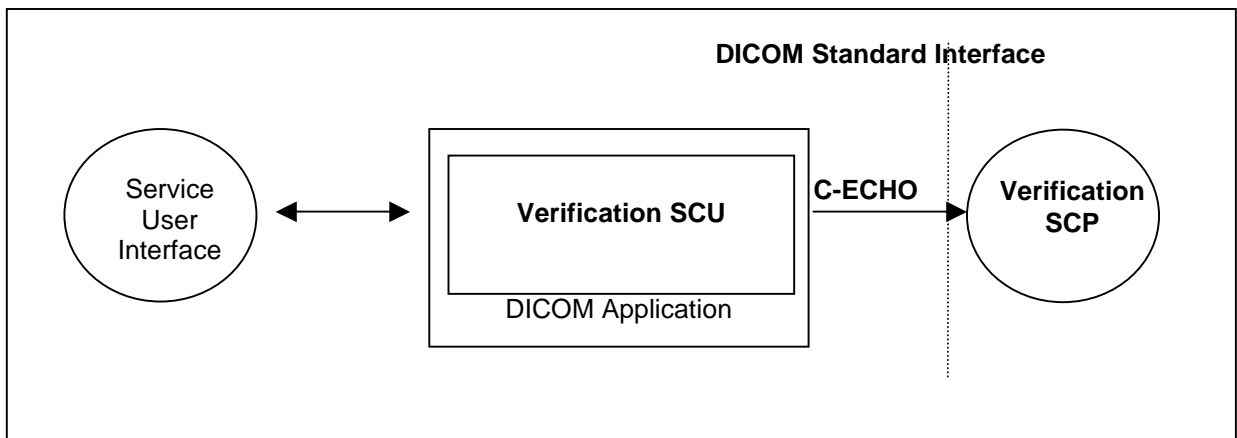 DICOM Standard Interface
Service
User
Interface
Verification SCU
DICOM Application
C-ECHO
Verification
SCP